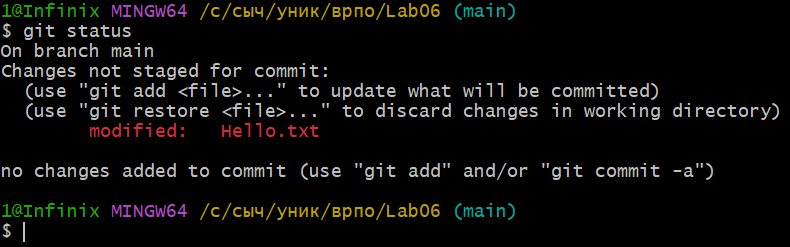 1@Infinix MINGW64 /c/сыч/уник/врпо/Lab06 (main)
$ git status
On branch main
Changes not staged for commit:
  (use "git add <file>..." to update what will be committed)
  (use "git restore <file>..." to discard changes in working directory)
        modified:   Hello.txt

no changes added to commit (use "git add" and/or "git commit -a")

1@Infinix MINGW64 /c/сыч/уник/врпо/Lab06 (main)
$